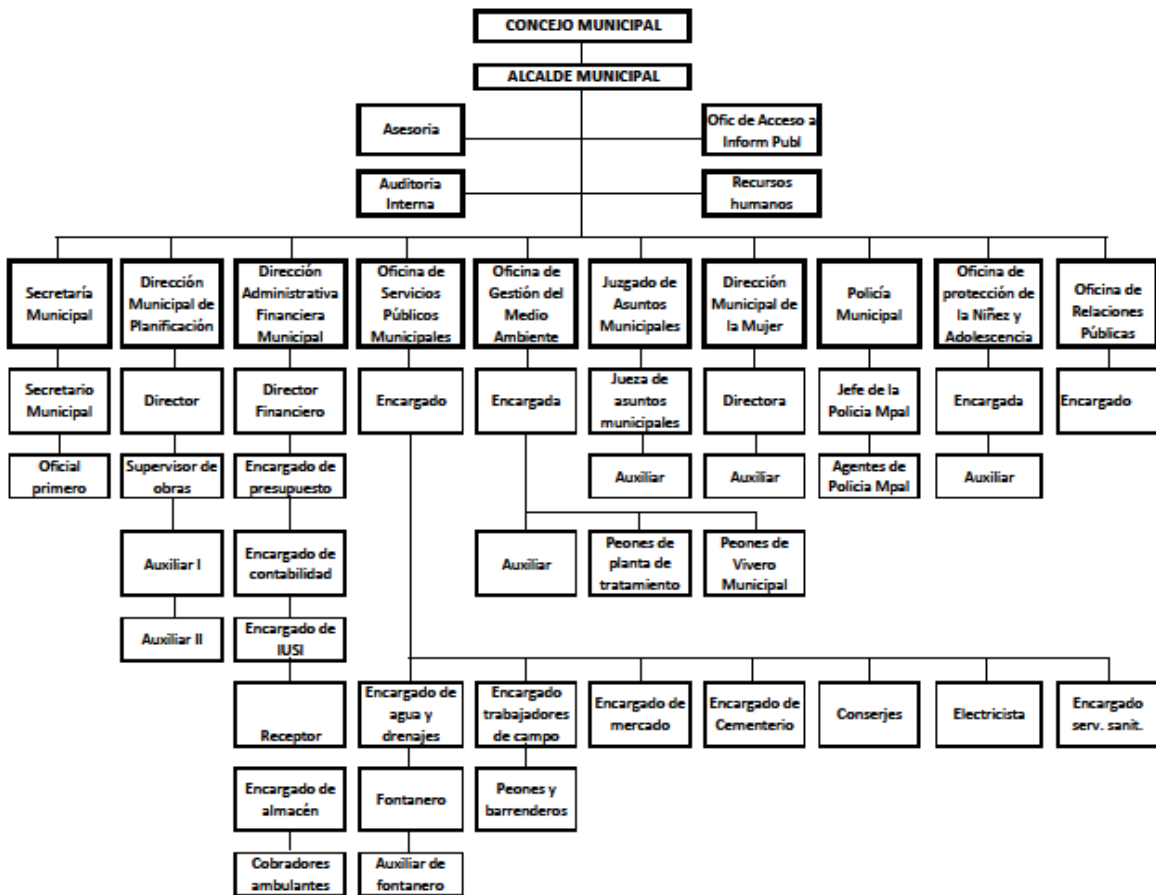 CONCEJO MUNICIPAL
ALCALDE MUNICIPAL
Asesoria
Ofic de Acceso a
Inform Publ
Auditoria
Interna
Recursos
humanos
Secretaría
Municipal
Dirección
Municipal de
Planificación
Dirección
Administrativa
Financiera
Municipal
Oficina de
Servicios
Públicos
Municipales
Oficina de
Gestión del
Medio
Ambiente
Juzgado de
Asuntos
Municipales
Dirección
Municipal de
la Mujer
Policía
Municipal
Oficina de
protección de
la Niñez y
Adolescencia
Oficina de
Relaciones
Públicas
Secretario
Municipal
Director
Director
Financiero
Encargado
Encargada
Jueza de
asuntos
municipales
Directora
Jefe de la
Policia Mpal
Encargada
Encargado
Oficial
primero
Supervisor de
obras
Encargado de
presupuesto
Auxiliar
Auxiliar
Agentes de
Policia Mpal
Auxiliar
Auxiliar I
Encargado de
contabilidad
Auxiliar
Peones de
planta de
tratamiento
Peones de
Vivero
Municipal
Auxiliar II
Encargado de
IUSI
Receptor
Encargado de
agua y
drenajes
Encargado
trabajadores
de campo
Encargado de
mercado
Encargado de
Cementerio
Conserjes
Electricista
Encargado
serv. sanit.
Encargado de
almacén
Fontanero
Peones y
barrenderos
Cobradores
ambulantes
Auxiliar de
fontanero